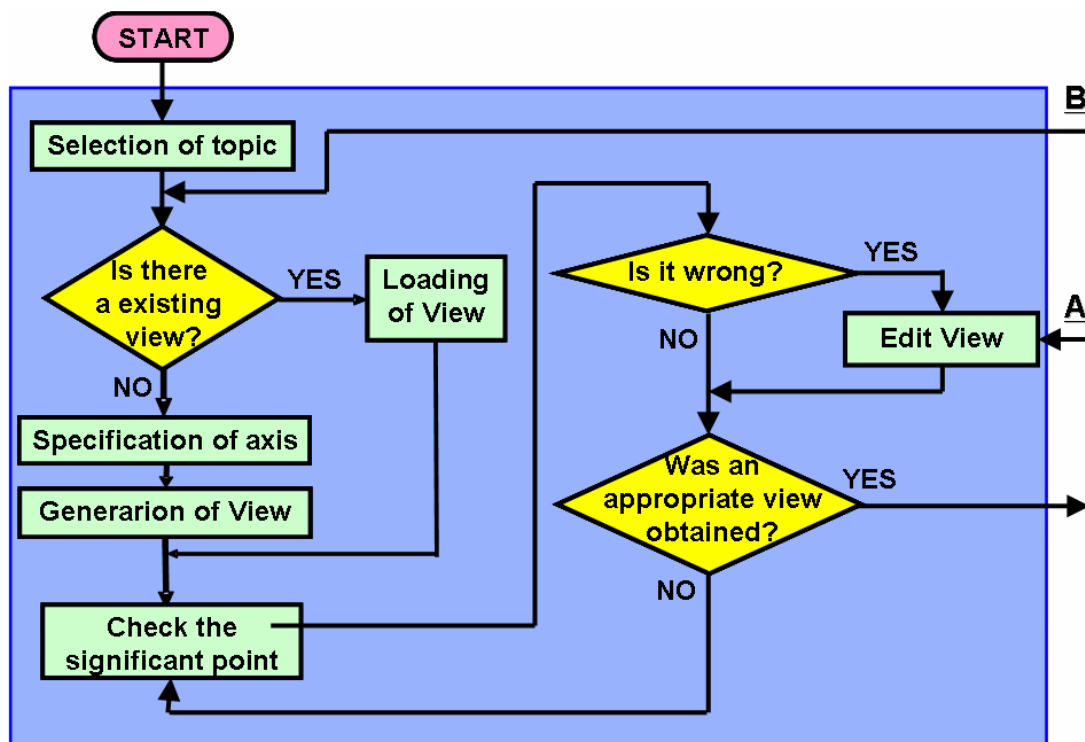 START
B
Selection of topic
Is there
a existing
view?
YES
Loading
of View
NO
Specification of axis
Generarion of View
Check the
significant point
Is it wrong?
YES
NO
A
Edit View
Was an
appropriate view
obtained?
YES
NO